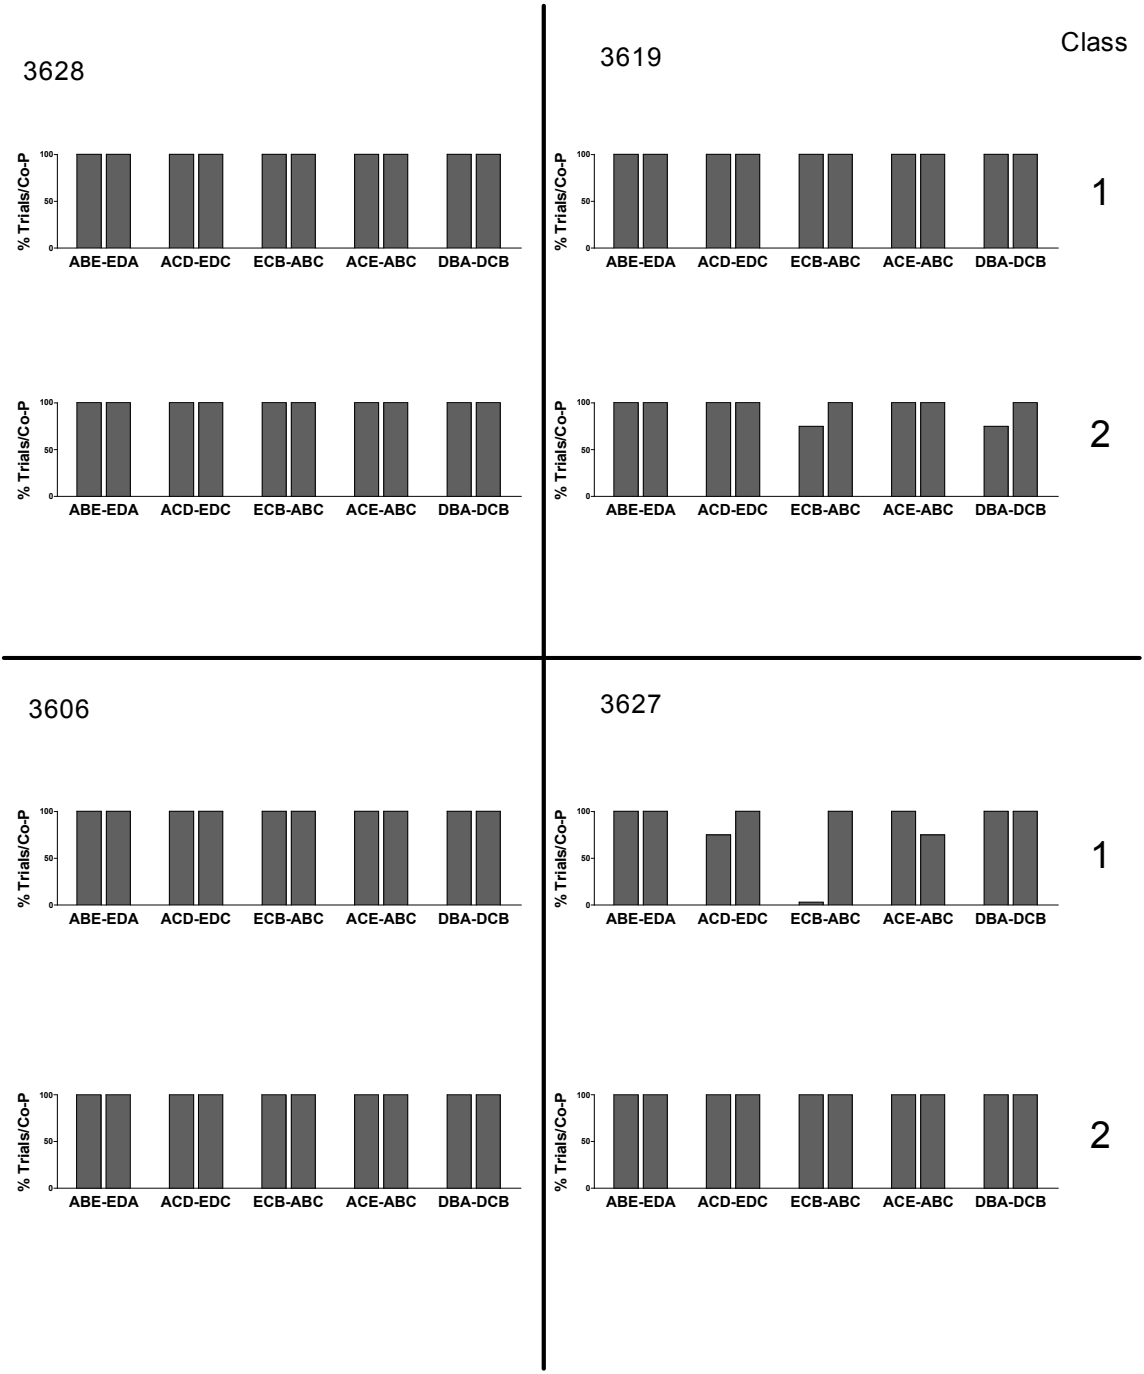 3628
3619
Class
% Trials/Co-P
100
50
0
ABE-EDA ACD-EDC ECB-ABC ACE-ABC DBA-DCB
% Trials/Co-P
100
50
0
ABE-EDA ACD-EDC ECB-ABC ACE-ABC DBA-DCB
1
% Trials/Co-P
100
50
0
ABE-EDA ACD-EDC ECB-ABC ACE-ABC DBA-DCB
% Trials/Co-P
100
50
0
ABE-EDA ACD-EDC ECB-ABC ACE-ABC DBA-DCB
2
3606
3627
% Trials/Co-P
100
50
0
ABE-EDA ACD-EDC ECB-ABC ACE-ABC DBA-DCB
% Trials/Co-P
100
50
0
ABE-EDA ACD-EDC ECB-ABC ACE-ABC DBA-DCB
1
% Trials/Co-P
100
50
0
ABE-EDA ACD-EDC ECB-ABC ACE-ABC DBA-DCB
% Trials/Co-P
100
50
0
ABE-EDA ACD-EDC ECB-ABC ACE-ABC DBA-DCB
2